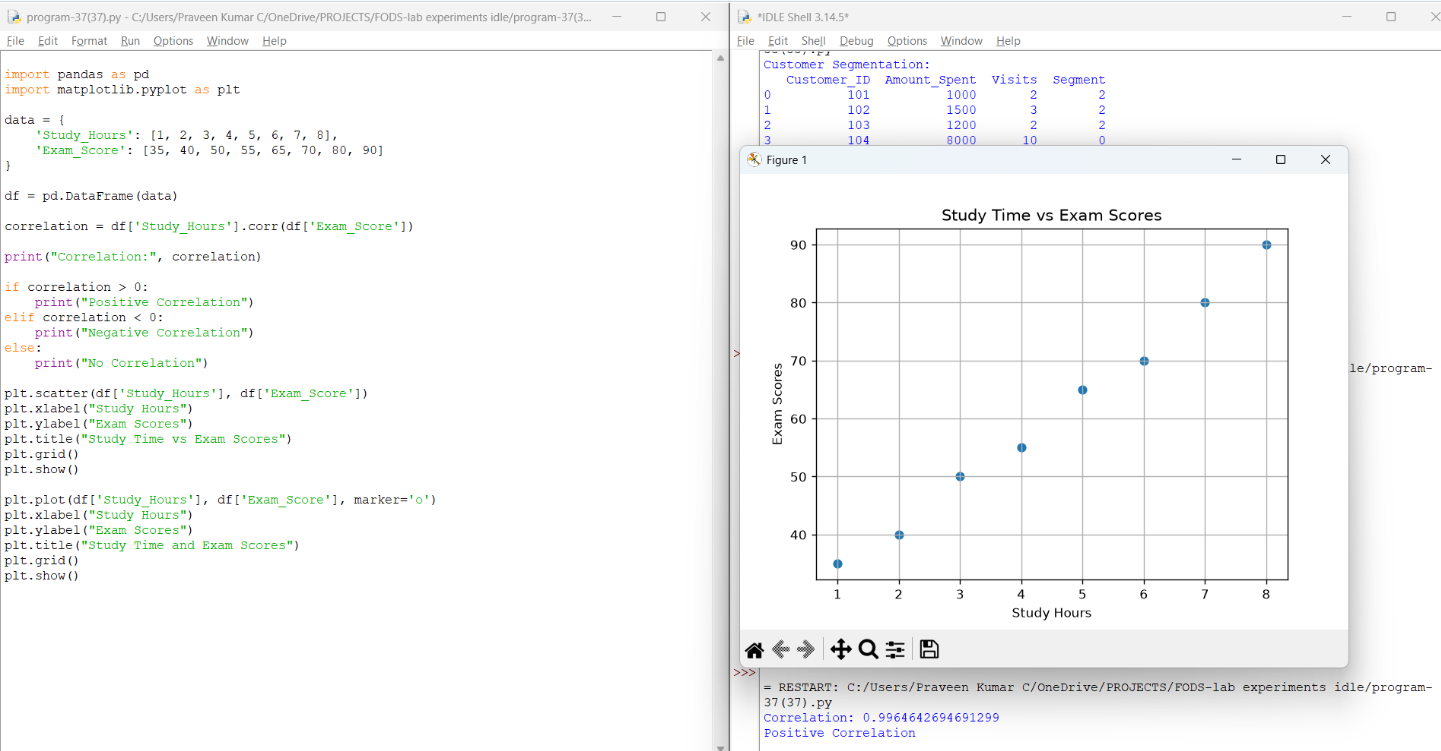 program-37(37).py - C:/Users/Praveen Kumar C/OneDrive/PROJECTS/FODS-lab experiments idle/program-37(3...
File Edit Format Run Options Window Help
import pandas as pd
import matplotlib.pyplot as plt
data = {
    'Study_Hours': [1, 2, 3, 4, 5, 6, 7, 8],
    'Exam_Score': [35, 40, 50, 55, 65, 70, 80, 90]
}
df = pd.DataFrame(data)
correlation = df['Study_Hours'].corr(df['Exam_Score'])
print("Correlation:", correlation)
if correlation > 0:
    print("Positive Correlation")
elif correlation < 0:
    print("Negative Correlation")
else:
    print("No Correlation")
plt.scatter(df['Study_Hours'], df['Exam_Score'])
plt.xlabel("Study Hours")
plt.ylabel("Exam Scores")
plt.title("Study Time vs Exam Scores")
plt.grid()
plt.show()
plt.plot(df['Study_Hours'], df['Exam_Score'], marker='o')
plt.xlabel("Study Hours")
plt.ylabel("Exam Scores")
plt.title("Study Time and Exam Scores")
plt.grid()
plt.show()
*IDLE Shell 3.14.5*
File Edit Shell Debug Options Window Help
Customer Segmentation:
   Customer_ID  Amount_Spent  Visits  Segment
0          101          1000       2        2
1          102          1500       3        2
2          103          1200       2        2
3          104          8000      10        0
Figure 1
Study Time vs Exam Scores
90
80
70
60
50
40
Exam Scores
1 2 3 4 5 6 7 8
Study Hours
>
le/program-
>>>
= RESTART: C:/Users/Praveen Kumar C/OneDrive/PROJECTS/FODS-lab experiments idle/program-
37(37).py
Correlation: 0.9964642694691299
Positive Correlation